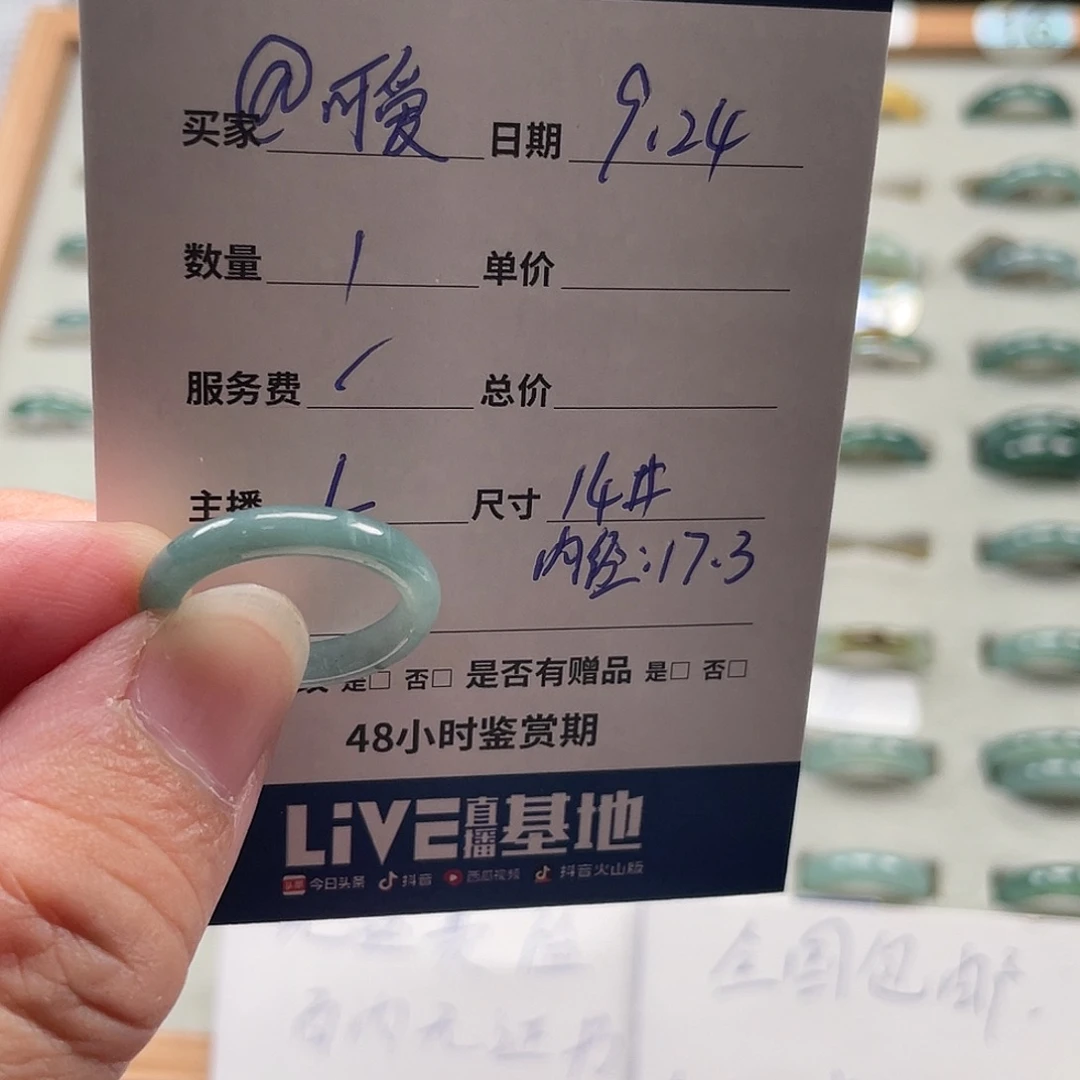 买家 @可爱 日期 9.24
数量 1 单价
服务费 / 总价
主播 L 尺寸 14#
内径:17.3
是□ 否□ 是否有赠品 是□ 否□
48小时鉴赏期
LiVE直播基地
今日头条 抖音 西瓜视频 抖音火山版
全国包邮.